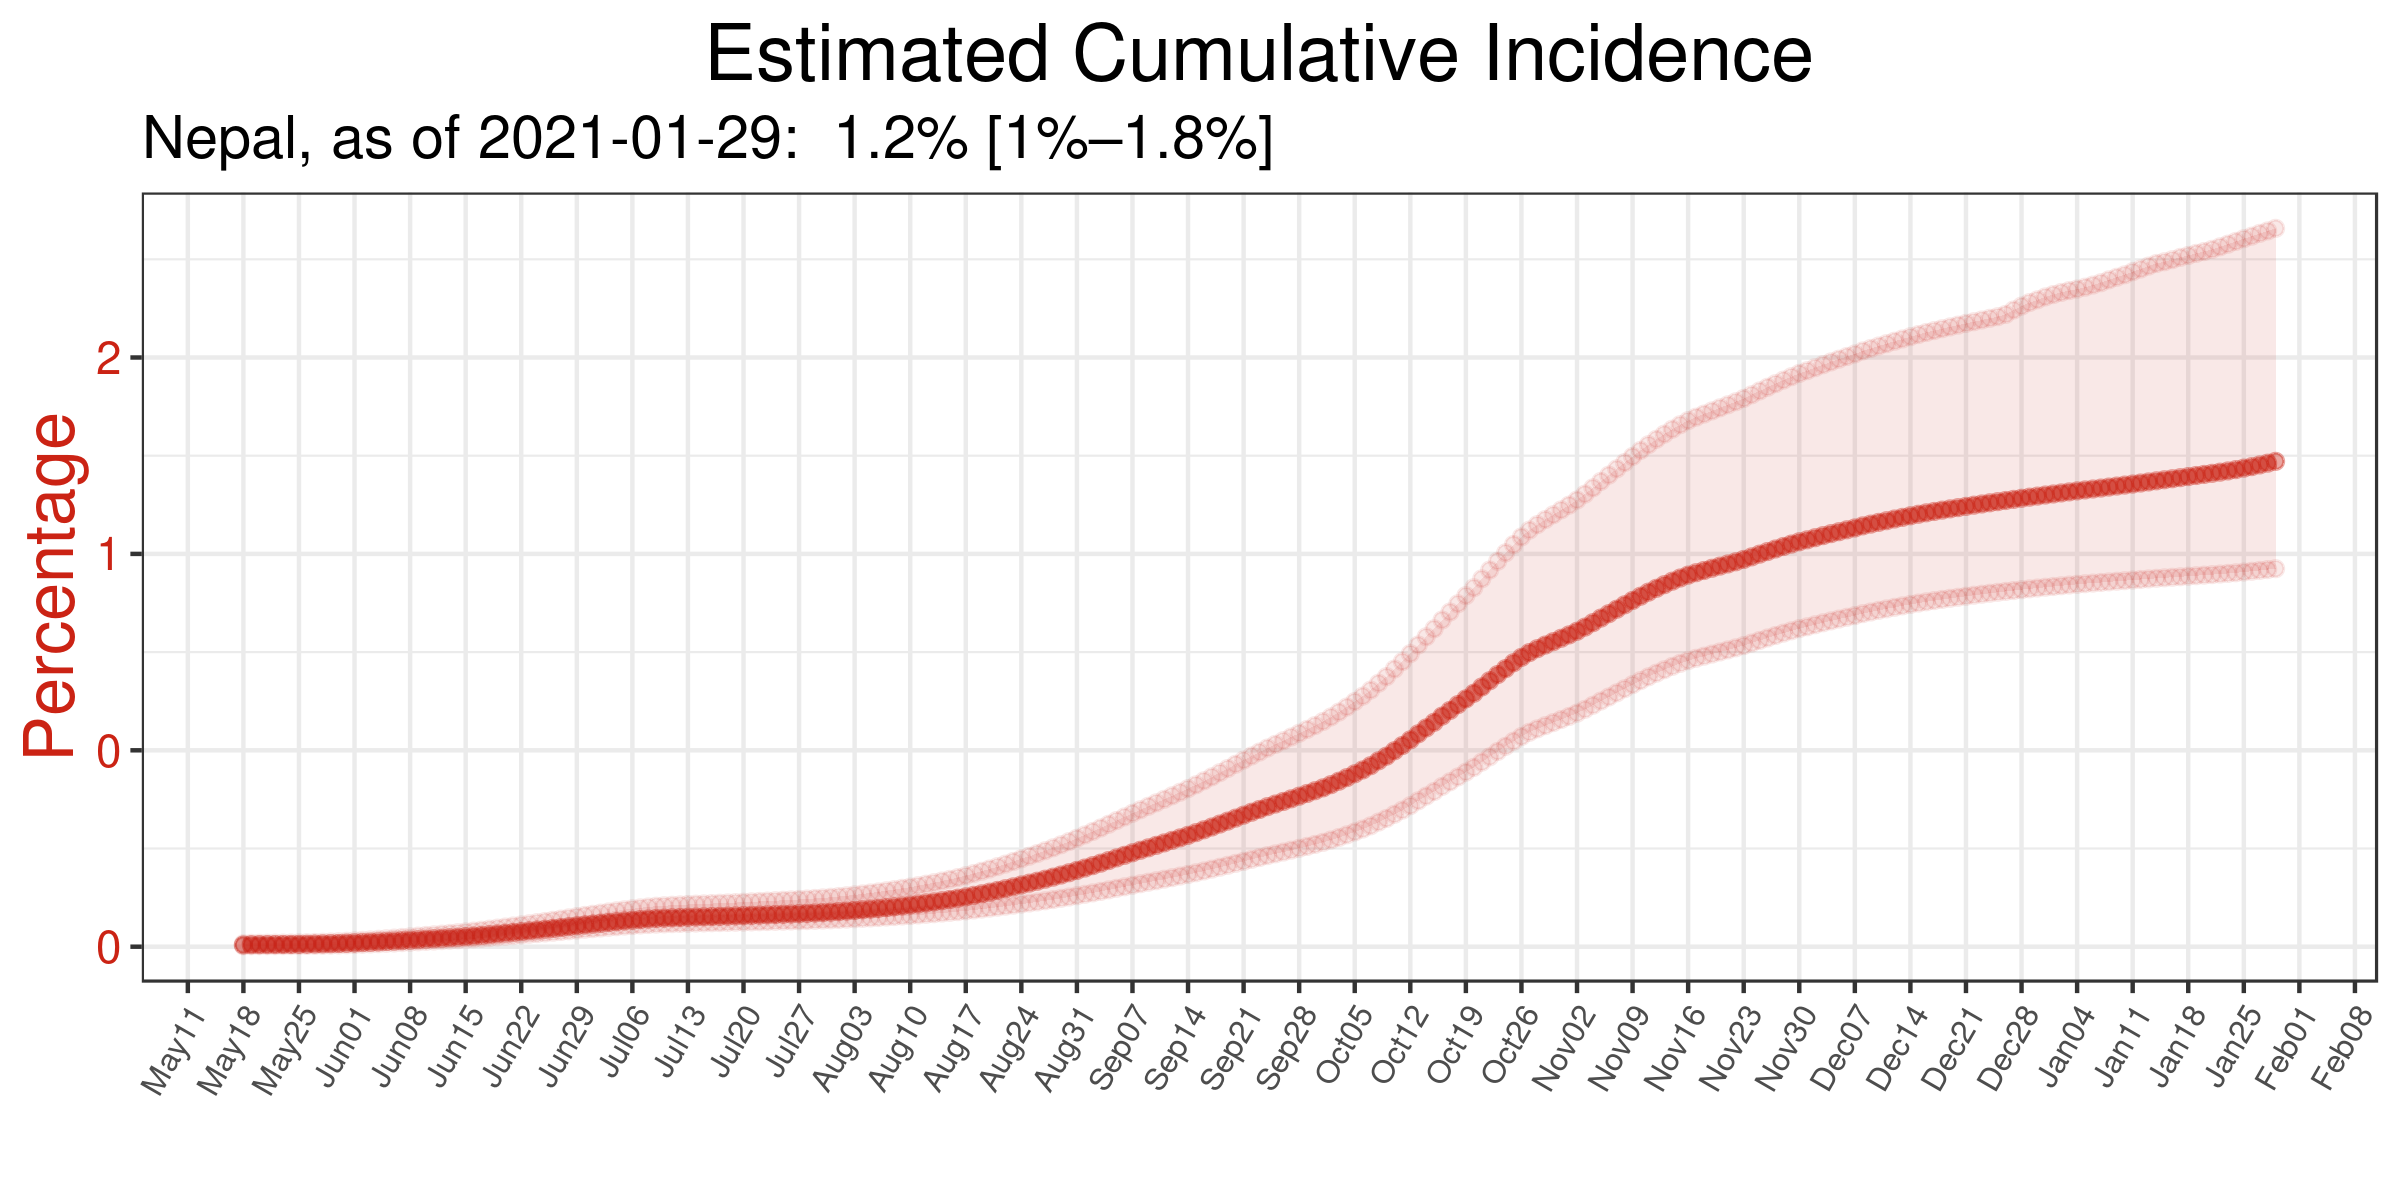 Estimated Cumulative Incidence
Nepal, as of 2021-01-29:  1.2% [1%–1.8%]
Percentage
2
1
0
0
May11
May18
May25
Jun01
Jun08
Jun15
Jun22
Jun29
Jul06
Jul13
Jul20
Jul27
Aug03
Aug10
Aug17
Aug24
Aug31
Sep07
Sep14
Sep21
Sep28
Oct05
Oct12
Oct19
Oct26
Nov02
Nov09
Nov16
Nov23
Nov30
Dec07
Dec14
Dec21
Dec28
Jan04
Jan11
Jan18
Jan25
Feb01
Feb08